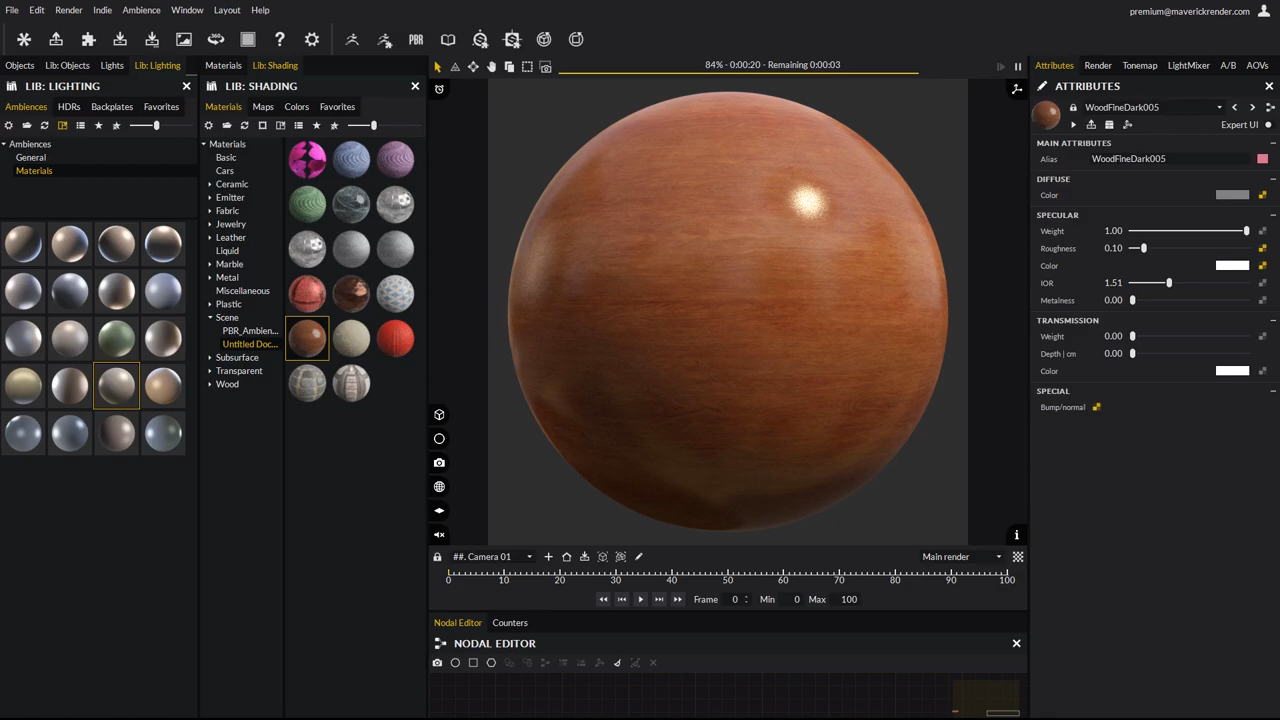 File Edit Render Indie Ambience Window Layout Help
premium@maverickrender.com
PBR
Objects Lib: Objects Lights Lib: Lighting
LIB: LIGHTING
Ambiences HDRs Backplates Favorites
Ambiences
General
Materials
Materials Lib: Shading
LIB: SHADING
Materials Maps Colors Favorites
Materials
Basic
Cars
Ceramic
Emitter
Fabric
Jewelry
Leather
Liquid
Marble
Metal
Miscellaneous
Plastic
Scene
PBR_Ambien...
Untitled Doc...
Subsurface
Transparent
Wood
84% - 0:00:20 - Remaining 0:00:03
##. Camera 01
Main render
0 10 20 30 40 50 60 70 80 90 100
Frame 0 Min 0 Max 100
Nodal Editor Counters
NODAL EDITOR
Attributes Render Tonemap LightMixer A/B AOVs
ATTRIBUTES
WoodFineDark005
Expert UI
MAIN ATTRIBUTES
Alias WoodFineDark005
DIFFUSE
Color
SPECULAR
Weight 1.00
Roughness 0.10
Color
IOR 1.51
Metalness 0.00
TRANSMISSION
Weight 0.00
Depth | cm 0.00
Color
SPECIAL
Bump/normal